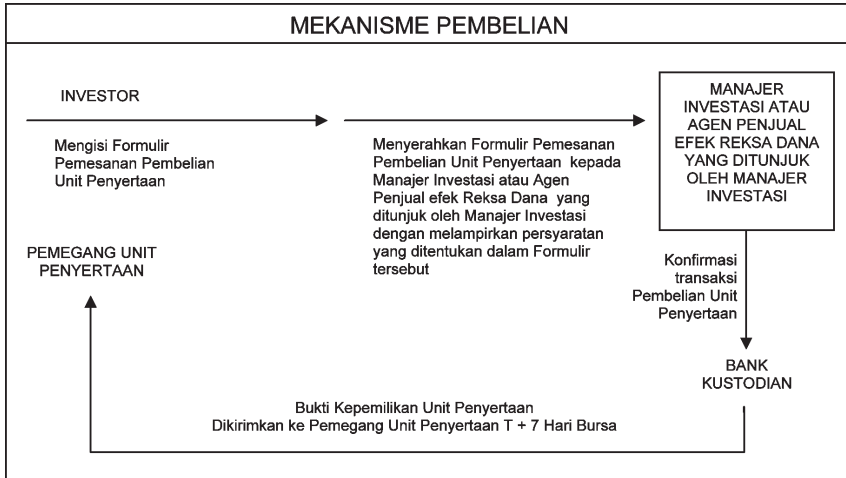 MEKANISME PEMBELIAN
INVESTOR
Mengisi Formulir
Pemesanan Pembelian
Unit Penyertaan
Menyerahkan Formulir Pemesanan
Pembelian Unit Penyertaan kepada
Manajer Investasi atau Agen
Penjual efek Reksa Dana yang
ditunjuk oleh Manajer Investasi
dengan melampirkan persyaratan
yang ditentukan dalam Formulir
tersebut
MANAJER
INVESTASI ATAU
AGEN PENJUAL
EFEK REKSA DANA
YANG DITUNJUK
OLEH MANAJER
INVESTASI
PEMEGANG UNIT
PENYERTAAN
Konfirmasi
transaksi
Pembelian Unit
Penyertaan
BANK
KUSTODIAN
Bukti Kepemilikan Unit Penyertaan
Dikirimkan ke Pemegang Unit Penyertaan T + 7 Hari Bursa